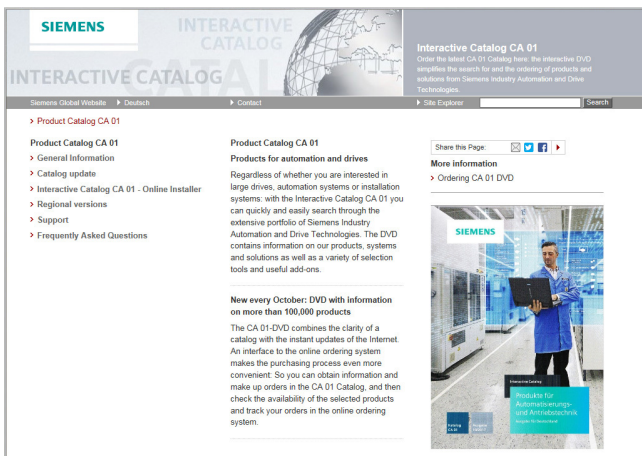 SIEMENS
INTERACTIVE
CATALOG
CATAL
INTERACTIVE CATALOG
Interactive Catalog CA 01
Order the latest CA 01 Catalog here: the interactive DVD
simplifies the search for and the ordering of products and
solutions from Siemens Industry Automation and Drive
Technologies.
Siemens Global Website Deutsch Contact Site Explorer Search
Product Catalog CA 01
Product Catalog CA 01
General Information
Catalog update
Interactive Catalog CA 01 - Online Installer
Regional versions
Support
Frequently Asked Questions
Product Catalog CA 01
Products for automation and drives
Regardless of whether you are interested in
large drives, automation systems or installation
systems: with the Interactive Catalog CA 01 you
can quickly and easily search through the
extensive portfolio of Siemens Industry
Automation and Drive Technologies. The DVD
contains information on our products, systems
and solutions as well as a variety of selection
tools and useful add-ons.
New every October: DVD with information
on more than 100,000 products
The CA 01-DVD combines the clarity of a
catalog with the instant updates of the Internet.
An interface to the online ordering system
makes the purchasing process even more
convenient: So you can obtain information and
make up orders in the CA 01 Catalog, and then
check the availability of the selected products
and track your orders in the online ordering
system.
Share this Page:
More information
Ordering CA 01 DVD
SIEMENS
Interactive Catalog
Produkte für
Automatisierungs-
und Antriebstechnik
Ausgabe für Deutschland
Katalog
CA 01
Ausgabe